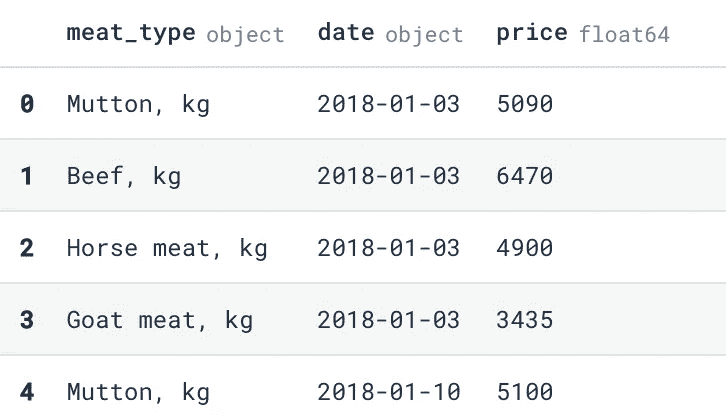 meat_type object date object price float64
0 Mutton, kg 2018-01-03 5090
1 Beef, kg 2018-01-03 6470
2 Horse meat, kg 2018-01-03 4900
3 Goat meat, kg 2018-01-03 3435
4 Mutton, kg 2018-01-10 5100